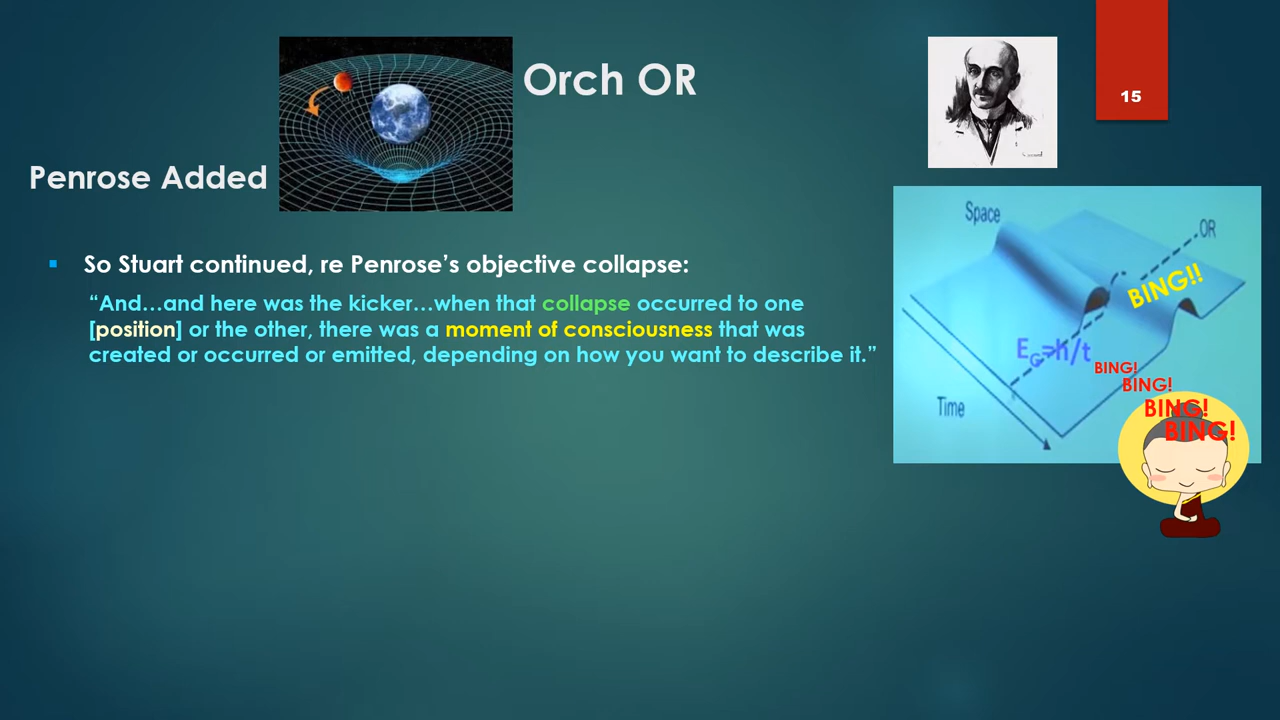 Orch OR
15
Penrose Added
So Stuart continued, re Penrose’s objective collapse:
“And…and here was the kicker…when that collapse occurred to one
[position] or the other, there was a moment of consciousness that was
created or occurred or emitted, depending on how you want to describe it.”
Space
OR
BING!!
EG=h/t
Time
BING!
BING!
BING!
BING!